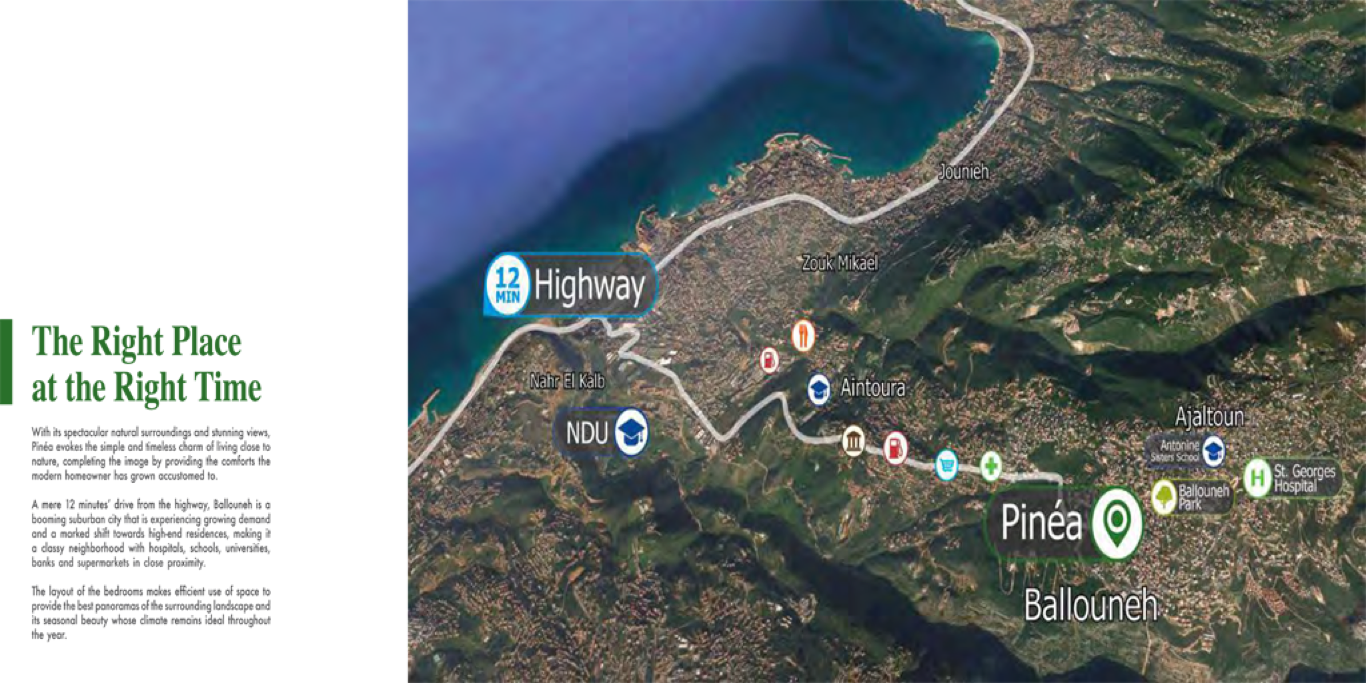 The Right Place
at the Right Time
With its spectacular natural surroundings and stunning views,
Pinéa evokes the simple and timeless charm of living close to
nature, completing the image by providing the comforts the
modern homeowner has grown accustomed to.
A mere 12 minutes' drive from the highway, Ballouneh is a
booming suburban city that is experiencing growing demand
and a marked shift towards high-end residences, making it
a classy neighborhood with hospitals, schools, universities,
banks and supermarkets in close proximity.
The layout of the bedrooms makes efficient use of space to
provide the best panoramas of the surrounding landscape and
its seasonal beauty whose climate remains ideal throughout
the year.
Jounieh
Zouk Mikael
12
MIN
Highway
Nahr El Kalb
NDU
Aintoura
Ajaltoun
Antonine
Sisters School
H
St. Georges
Hospital
Ballouneh
Park
Pinéa
Ballouneh